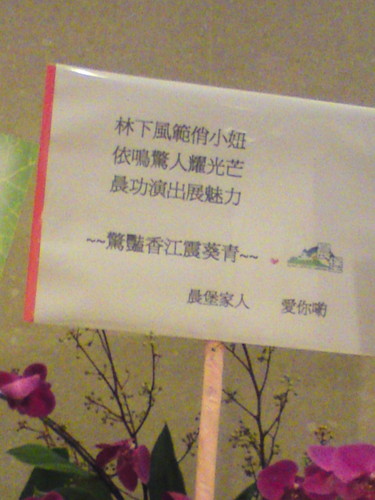 林下風範俏小妞
依鳴驚人耀光芒
晨功演出展魅力
~~驚豔香江震葵青~~
晨堡家人 愛你喲